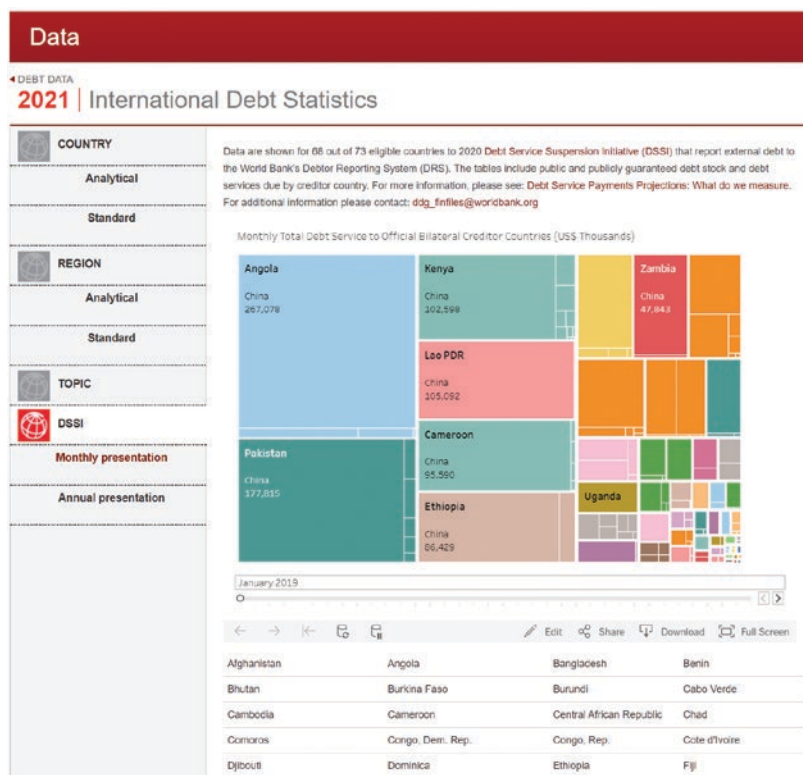 Data
DEBT DATA
2021 | International Debt Statistics
COUNTRY
Analytical
Standard
REGION
Analytical
Standard
TOPIC
DSSI
Monthly presentation
Annual presentation
Data are shown for 68 out of 73 eligible countries to 2020 Debt Service Suspension Initiative (DSSI) that report external debt to
the World Bank's Debtor Reporting System (DRS). The tables include public and publicly guaranteed debt stock and debt
services due by creditor country. For more information, please see: Debt Service Payments Projections: What do we measure.
For additional information please contact: ddg_finfiles@worldbank.org
Monthly Total Debt Service to Official Bilateral Creditor Countries (US$ Thousands)
Angola
China
267,078
Kenya
China
102,598
Zambia
China
47,843
Lao PDR
China
105,092
Cameroon
China
95,590
Pakistan
China
177,815
Ethiopia
China
86,429
Uganda
January 2019
Edit Share Download Full Screen
Afghanistan Angola Bangladesh Benin
Bhutan Burkina Faso Burundi Cabo Verde
Cambodia Cameroon Central African Republic Chad
Comoros Congo, Dem. Rep. Congo, Rep. Cote d'Ivoire
Djibouti Dominica Ethiopia Fiji